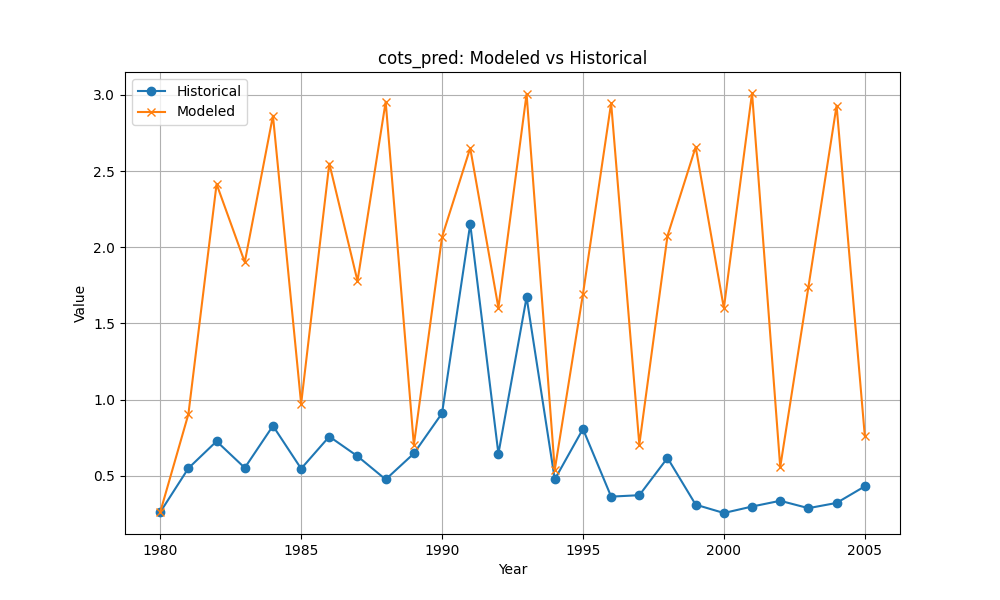 cots_pred: Modeled vs Historical
Historical
Modeled
3.0
2.5
2.0
1.5
1.0
0.5
Value
1980 1985 1990 1995 2000 2005
Year